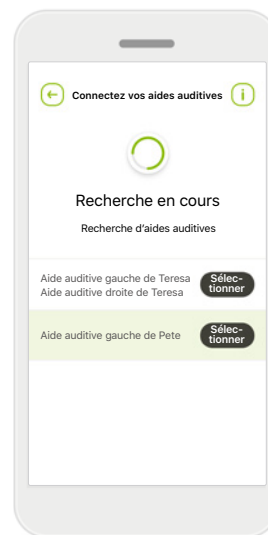 Connectez vos aides auditives
Recherche en cours
Recherche d'aides auditives
Aide auditive gauche de Teresa
Aide auditive droite de Teresa
Sélec-
tionner
Aide auditive gauche de Pete
Sélec-
tionner